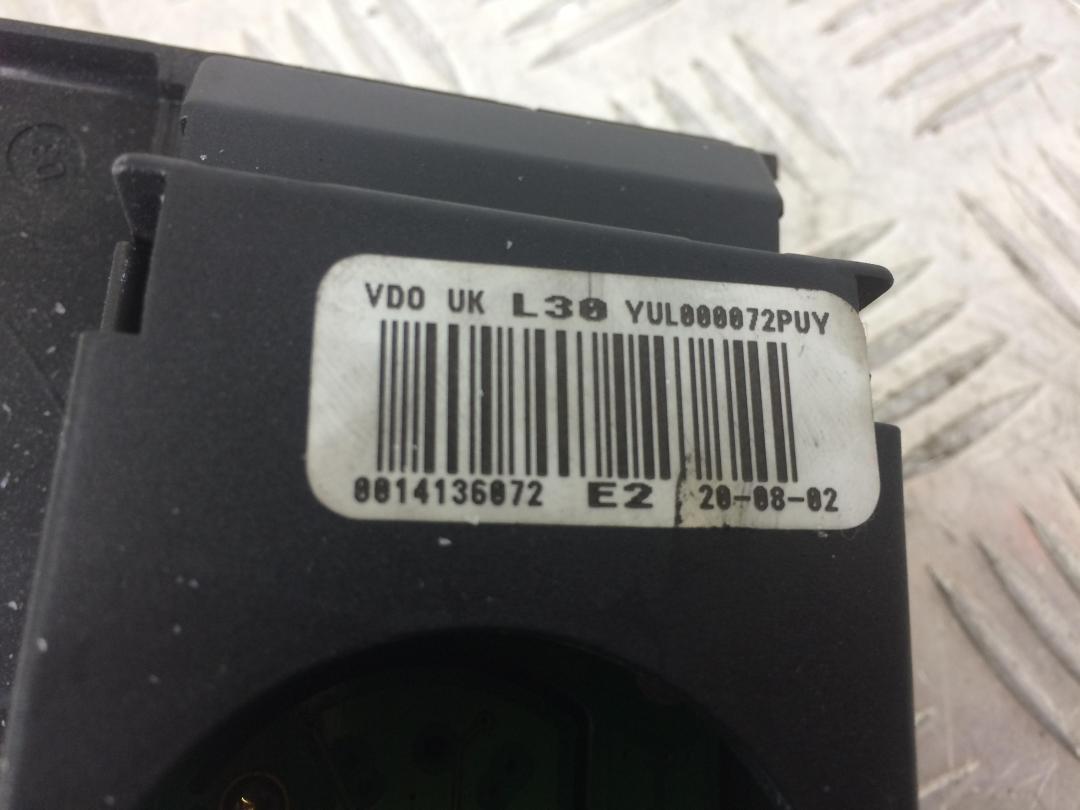 VDO UK L30 YUL000072PUY
0014136072 E2 20-08-02